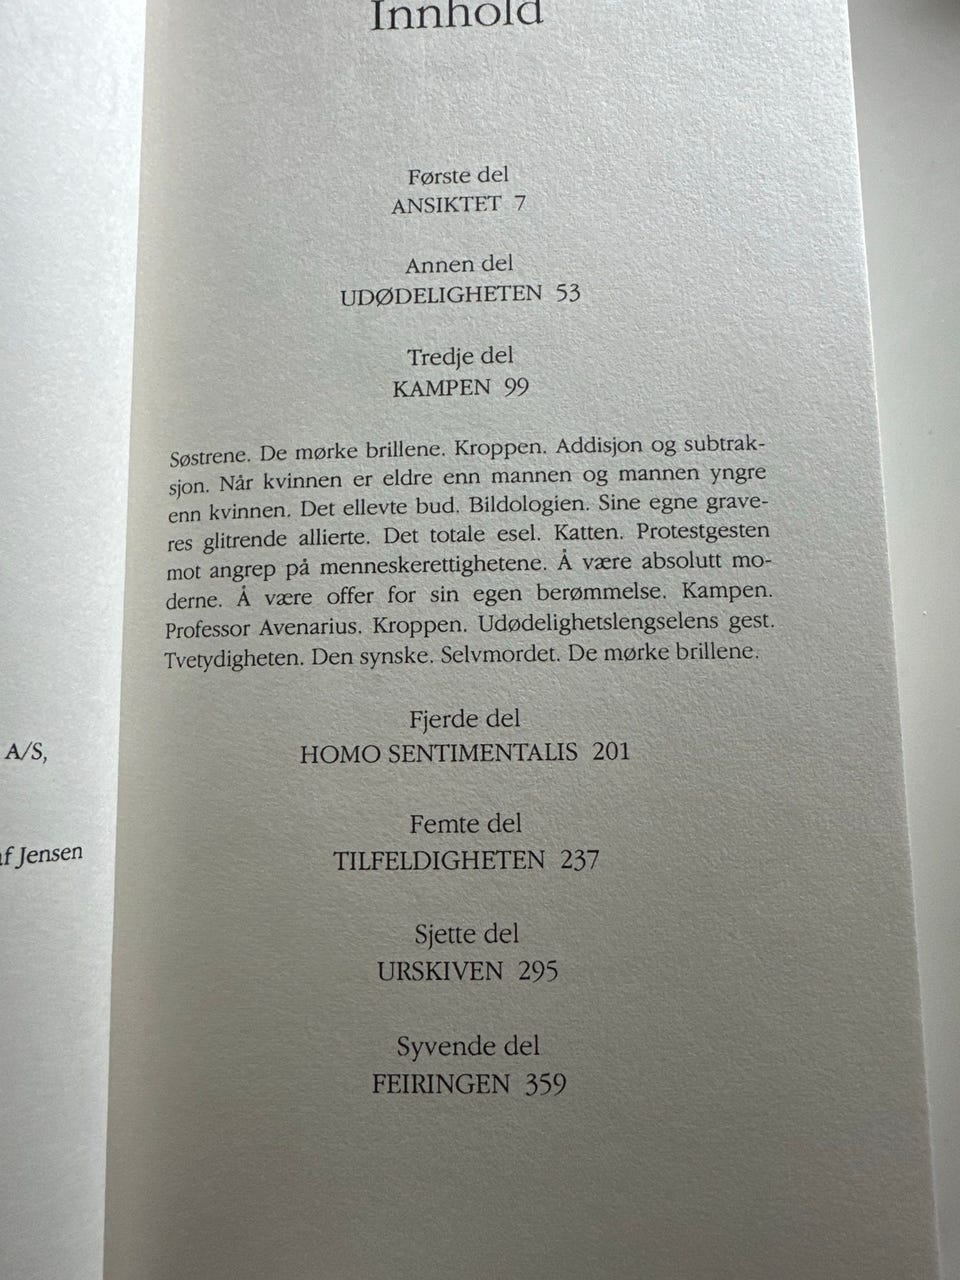 Innhold
Første del
ANSIKTET 7
Annen del
UDØDELIGHETEN 53
Tredje del
KAMPEN 99
Søstrene. De mørke brillene. Kroppen. Addisjon og subtrak-
sjon. Når kvinnen er eldre enn mannen og mannen yngre
enn kvinnen. Det ellevte bud. Bildologien. Sine egne grave-
res glitrende allierte. Det totale esel. Katten. Protestgesten
mot angrep på menneskerettighetene. Å være absolutt mo-
derne. Å være offer for sin egen berømmelse. Kampen.
Professor Avenarius. Kroppen. Udødelighetslengselens gest.
Tvetydigheten. Den synske. Selvmordet. De mørke brillene.
Fjerde del
HOMO SENTIMENTALIS 201
Femte del
TILFELDIGHETEN 237
Sjette del
URSKIVEN 295
Syvende del
FEIRINGEN 359
A/S,
Jensen